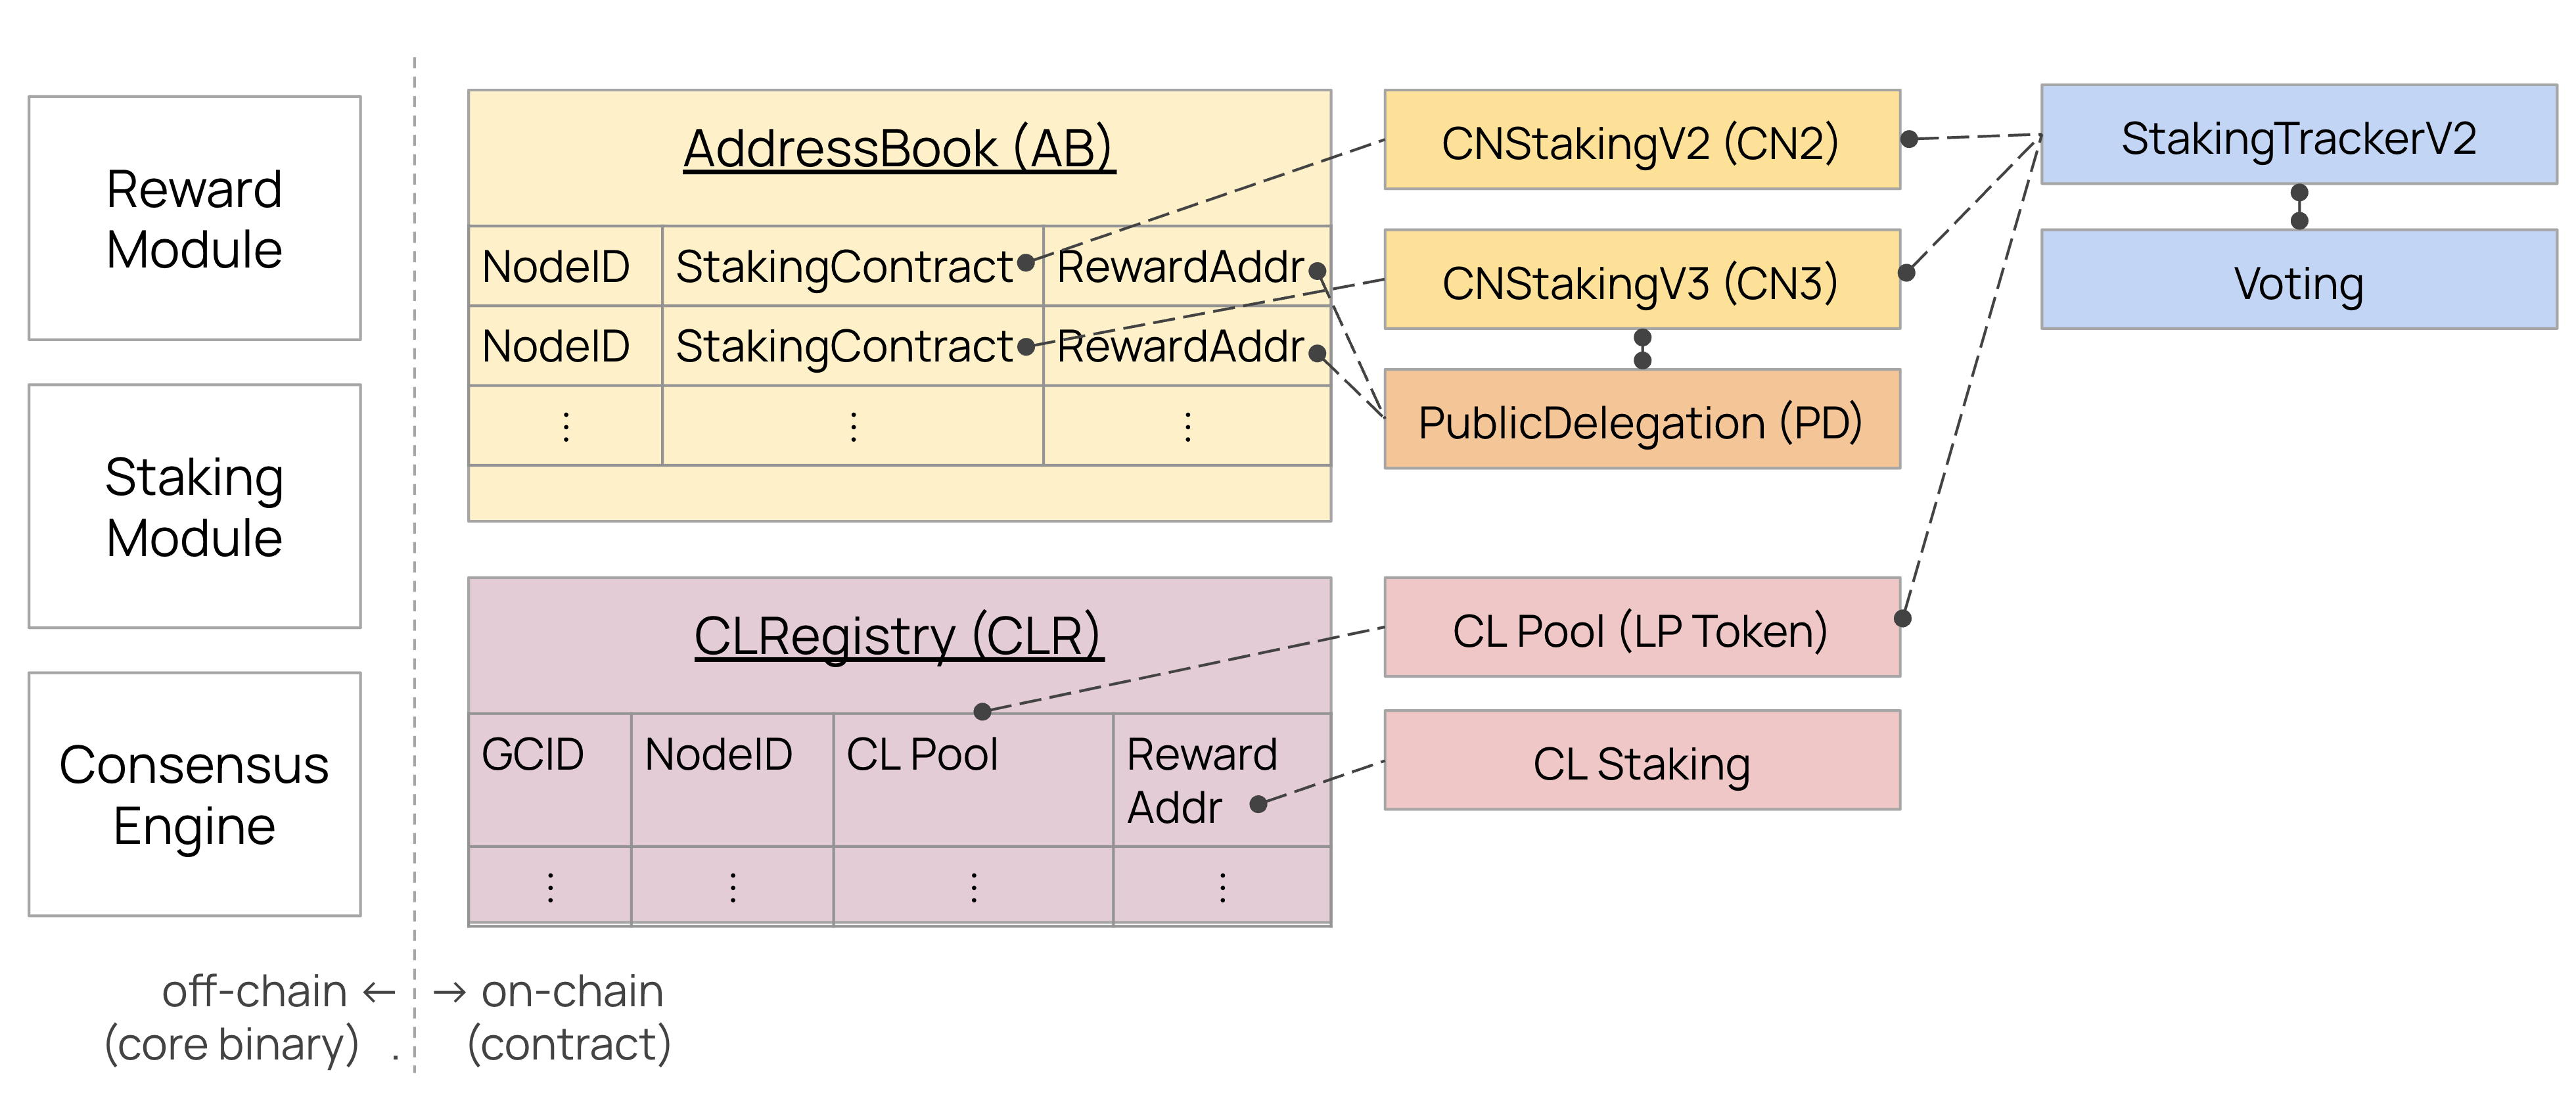 Reward
Module
Staking
Module
Consensus
Engine
off-chain ←
(core binary) .
→ on-chain
(contract)
AddressBook (AB)
NodeID StakingContract RewardAddr
NodeID StakingContract RewardAddr
⋮ ⋮ ⋮
CLRegistry (CLR)
GCID NodeID CL Pool Reward
Addr
⋮ ⋮ ⋮ ⋮
CNStakingV2 (CN2)
CNStakingV3 (CN3)
PublicDelegation (PD)
CL Pool (LP Token)
CL Staking
StakingTrackerV2
Voting